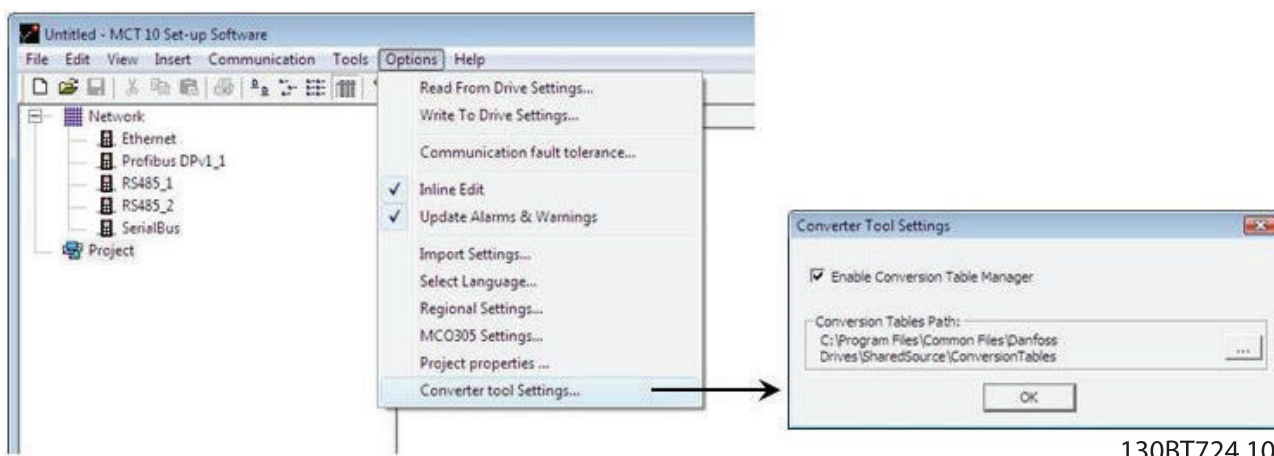 Untitled - MCT 10 Set-up Software
File Edit View Insert Communication Tools Options Help
Network
Ethernet
Profibus DPv1_1
RS485_1
RS485_2
SerialBus
Project
Read From Drive Settings...
Write To Drive Settings...
Communication fault tolerance...
Inline Edit
Update Alarms & Warnings
Import Settings...
Select Language...
Regional Settings...
MCO305 Settings...
Project properties ...
Converter tool Settings...
Converter Tool Settings
Enable Conversion Table Manager
Conversion Tables Path:
C:\Program Files\Common Files\Danfoss
Drives\SharedSource\ConversionTables
...
OK
130BT724.10